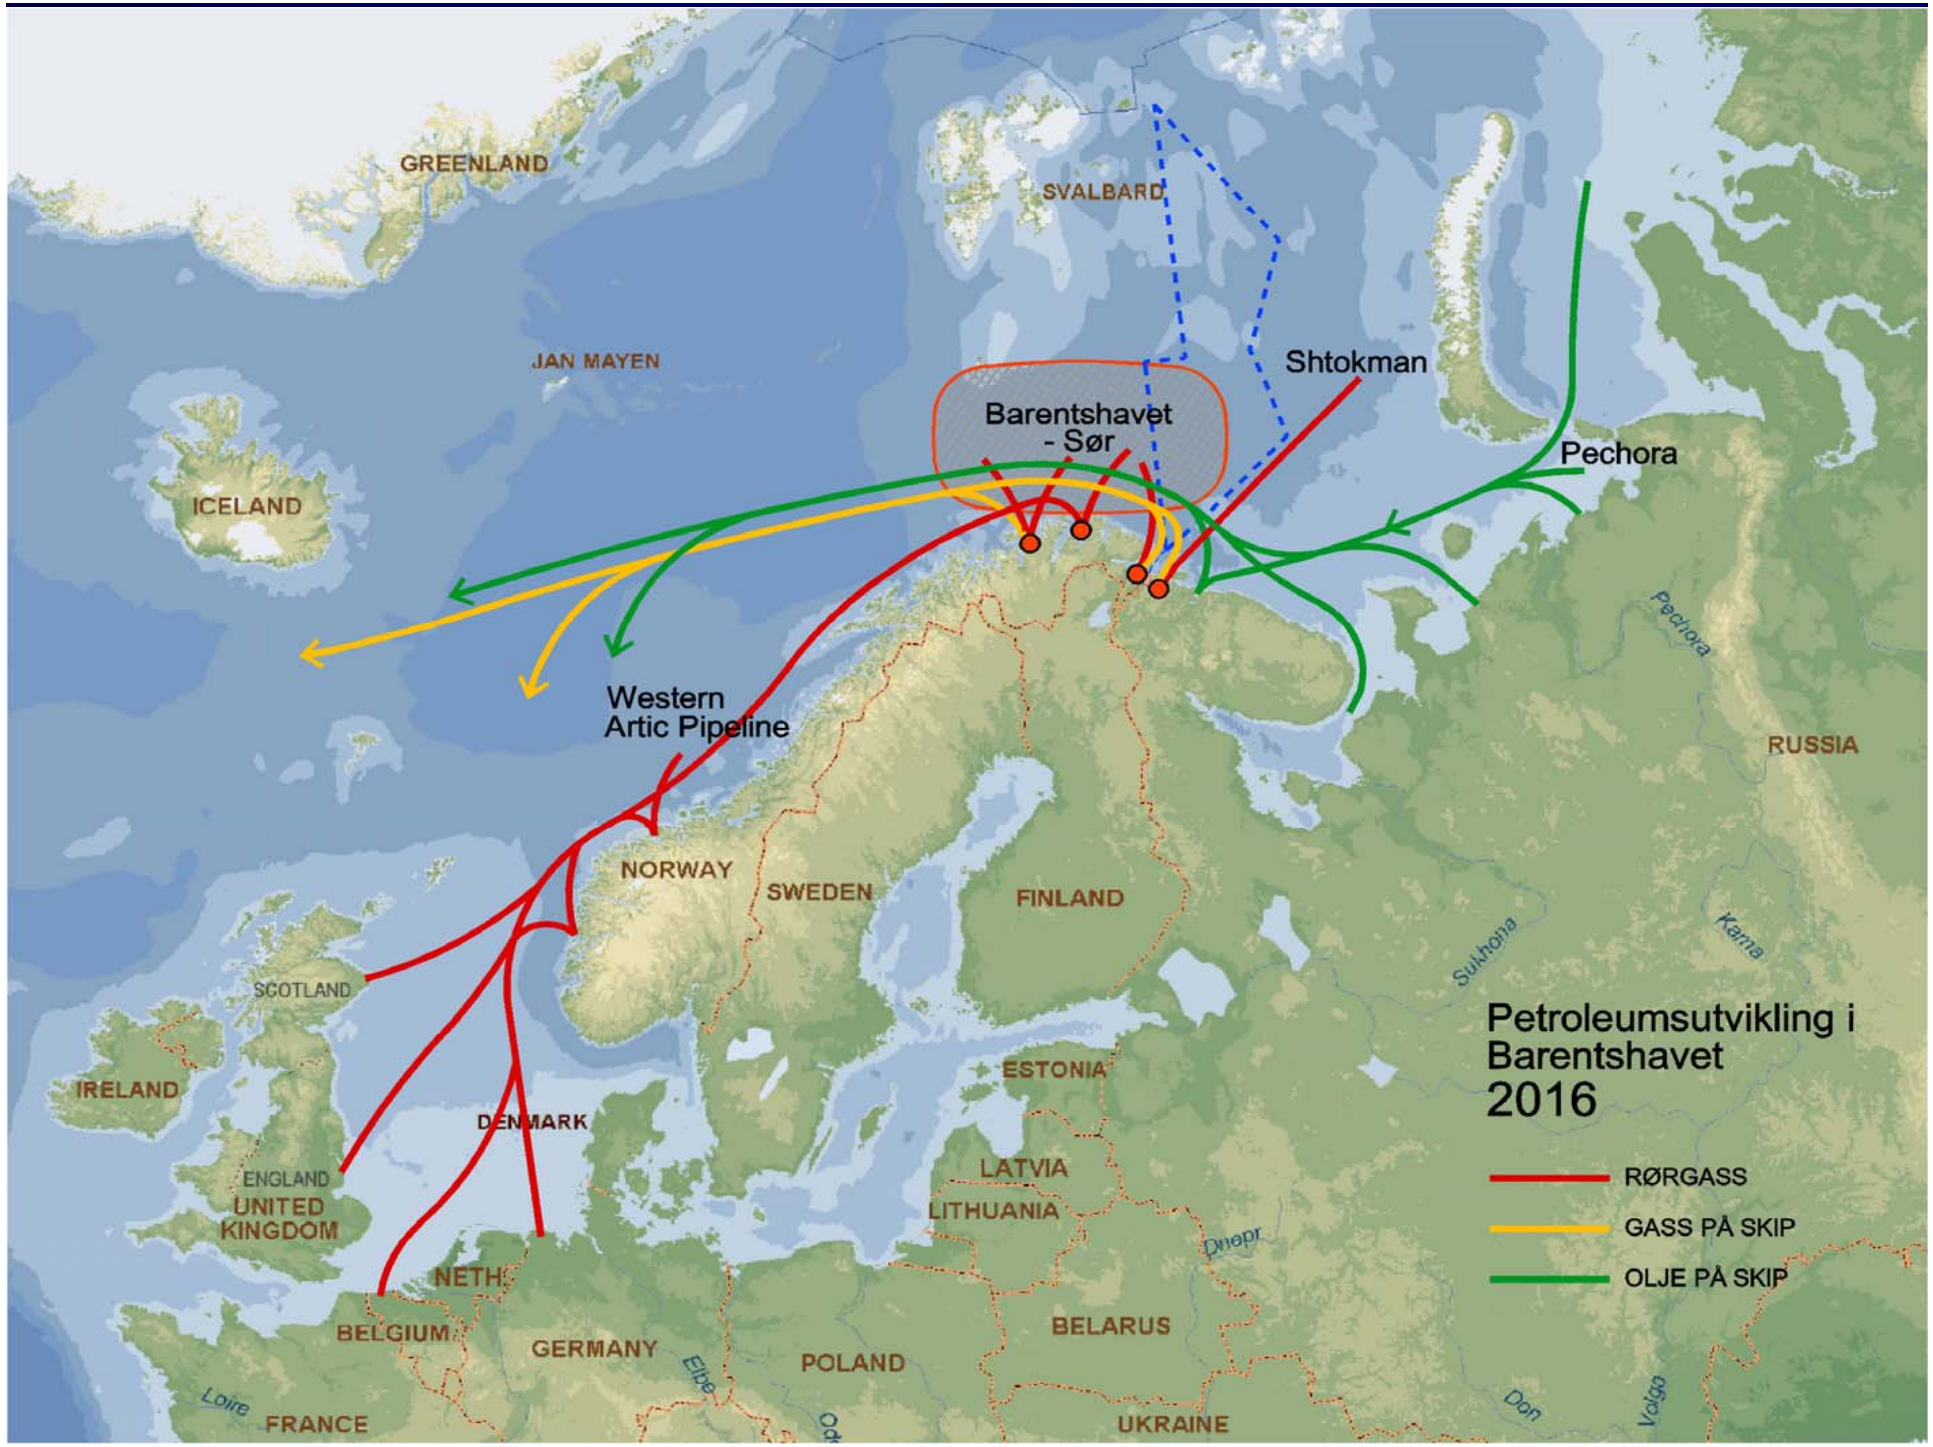 GREENLAND
SVALBARD
JAN MAYEN
Shtokman
Barentshavet
- Sør
Pechora
ICELAND
Pechora
Western
Artic Pipeline
RUSSIA
NORWAY
SWEDEN
FINLAND
Sukhona
Kama
SCOTLAND
Petroleumsutvikling i
Barentshavet
2016
IRELAND
ESTONIA
DENMARK
LATVIA
ENGLAND
UNITED
KINGDOM
LITHUANIA
RØRGASS
GASS PÅ SKIP
OLJE PÅ SKIP
Dnepr
NETH.
BELGIUM
GERMANY
BELARUS
POLAND
Elbe
Loire
FRANCE
UKRAINE
Don
Volga